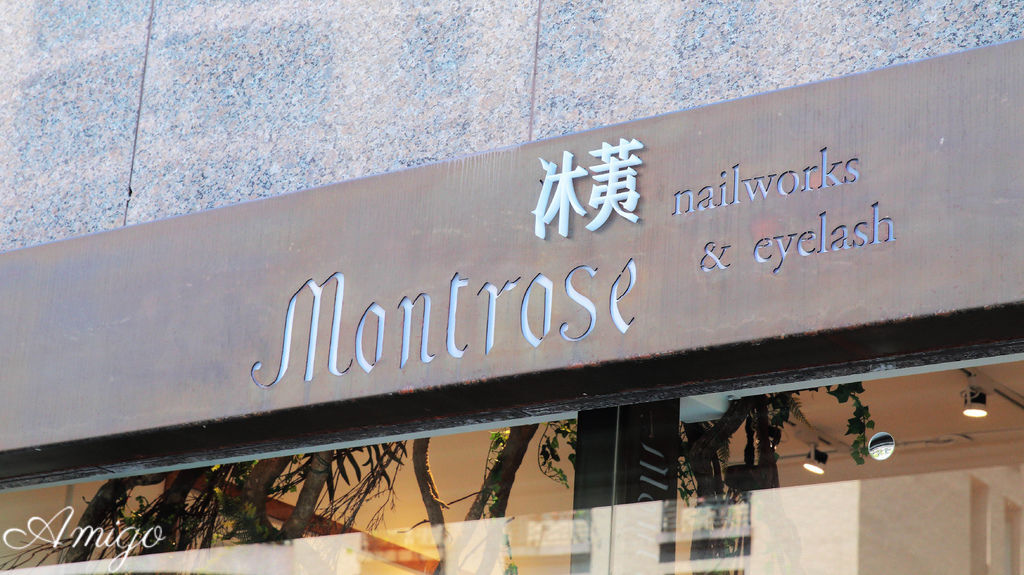 沐荑
nailworks
& eyelash
Montrose
Amigo